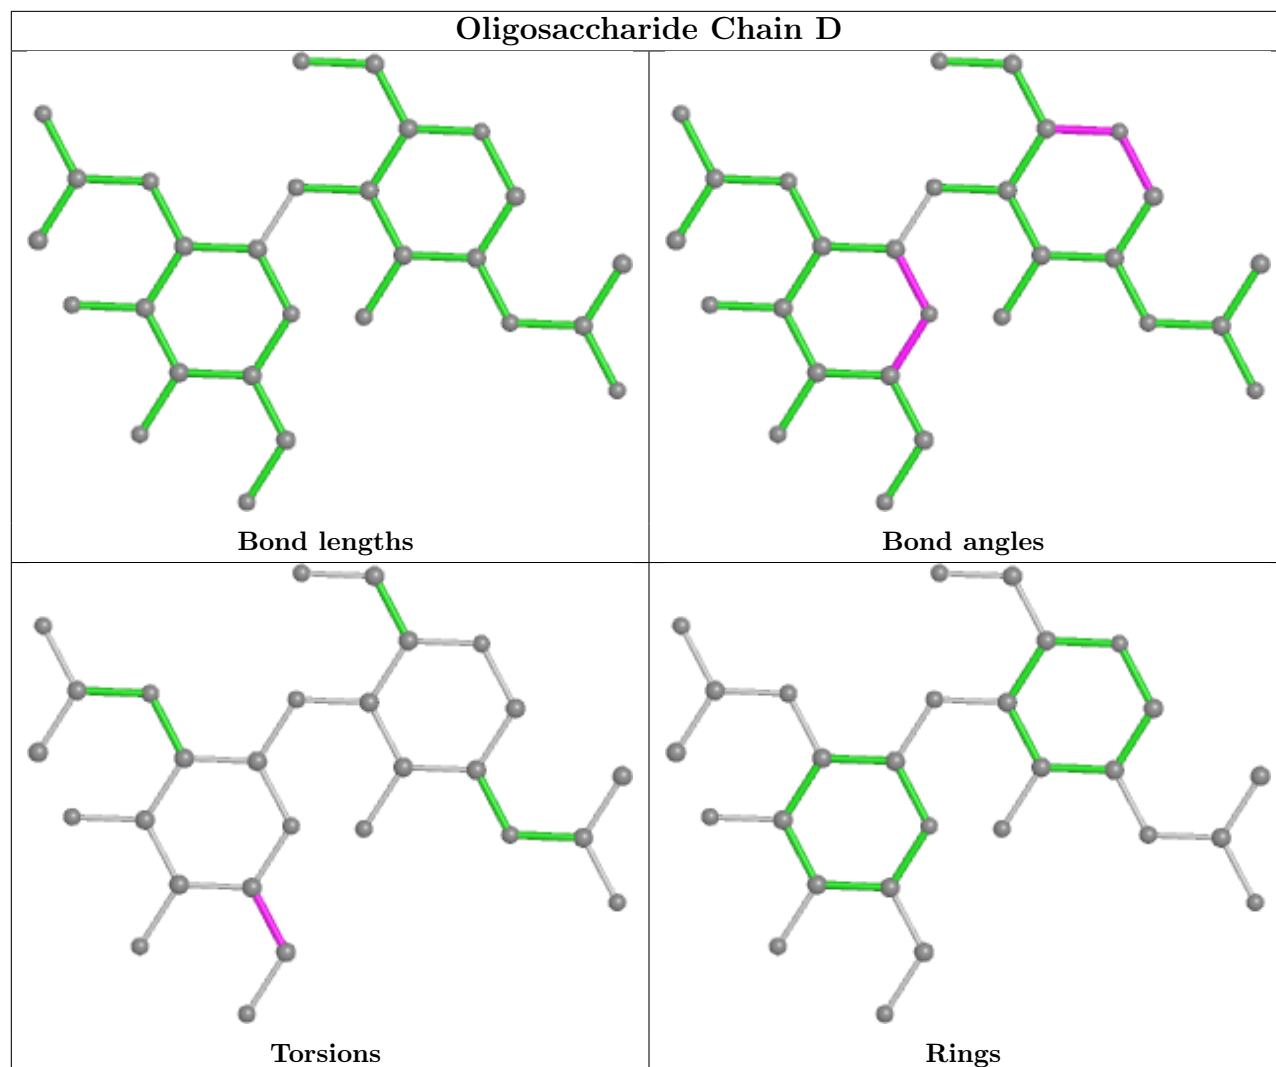 Oligosaccharide Chain D
Bond lengths
Bond angles
Torsions
Rings